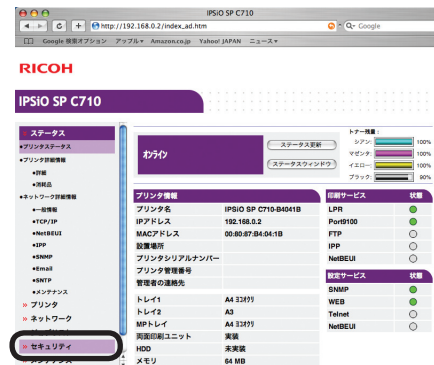 IPSiO SP C710
http://192.168.0.2/index_ad.htm
Q- Google
Google 検索オプション アップル▼ Amazon.co.jp Yahoo! JAPAN ニュース▼
RICOH
IPSiO SP C710
ステータス
●プリンタステータス
●プリンタ詳細情報
●詳細
●消耗品
●ネットワーク詳細情報
●一般情報
●TCP/IP
●NetBEUI
●IPP
●SNMP
●Email
●SNTP
●メンテナンス
» プリンタ
» ネットワーク
» セキュリティ
» メンテナンス
オンライン
ステータス更新
ステータスウィンドウ
トナー残量：
シアン: 100%
マゼンタ: 100%
イエロー: 100%
ブラック: 90%
プリンタ情報
プリンタ名 IPSiO SP C710-B4041B
IPアドレス 192.168.0.2
MACアドレス 00:80:87:B4:04:1B
設置場所
プリンタシリアルナンバー
プリンタ管理番号
管理者の連絡先
トレイ1 A4 ヨコオクリ
トレイ2 A3
MPトレイ A4 ヨコオクリ
両面印刷ユニット 実装
HDD 未実装
メモリ 64 MB
印刷サービス 状態
LPR
Port9100
FTP
IPP
NetBEUI
設定サービス 状態
SNMP
WEB
Telnet
NetBEUI